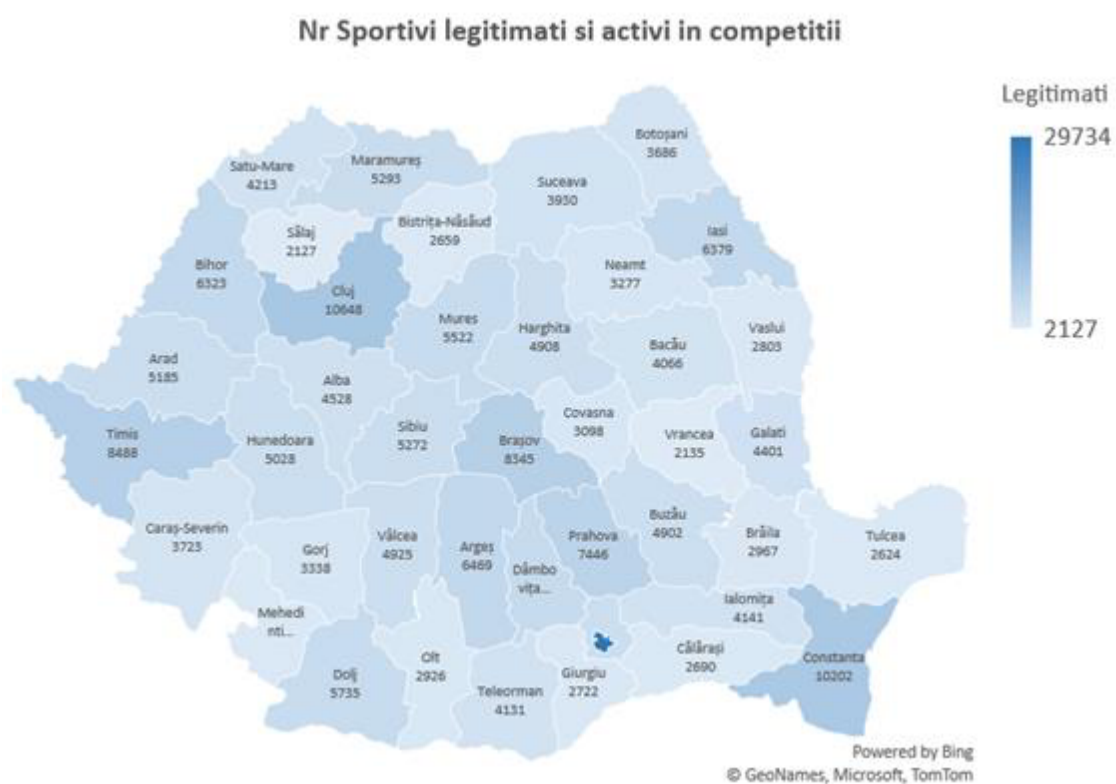 Nr Sportivi legitimati si activi in competitii
Legitimati
29734
2127
Botoșani
3686
Satu-Mare
4213
Maramureș
5293
Suceava
3930
Iasi
6379
Sălaj
2127
Bistrița-Năsăud
2659
Neamt
3277
Bihor
6323
Cluj
10648
Mures
5522
Harghita
4908
Bacău
4066
Vaslui
2803
Arad
5185
Alba
4528
Timis
8488
Hunedoara
5028
Sibiu
5272
Brașov
8345
Covasna
3098
Vrancea
2135
Galati
4401
Caraș-Severin
3723
Gorj
3338
Vâlcea
4925
Argeș
6469
Dâmbo
vița...
Prahova
7446
Buzău
4902
Brăila
2967
Tulcea
2624
Mehedi
nti...
Dolj
5735
Olt
2926
Teleorman
4131
Giurgiu
2722
Călărași
2690
Ialomița
4141
Constanta
10202
Powered by Bing
© GeoNames, Microsoft, TomTom